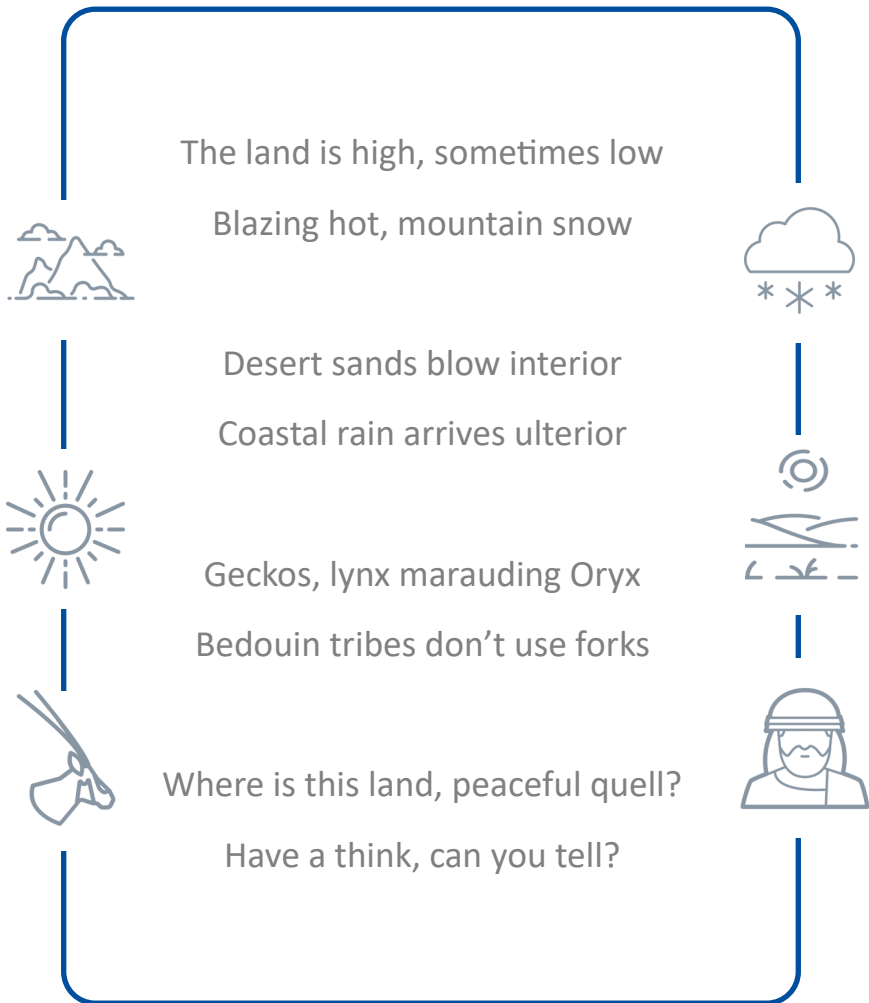 The land is high, sometimes low
Blazing hot, mountain snow
Desert sands blow interior
Coastal rain arrives ulterior
Geckos, lynx marauding Oryx
Bedouin tribes don’t use forks
Where is this land, peaceful quell?
Have a think, can you tell?